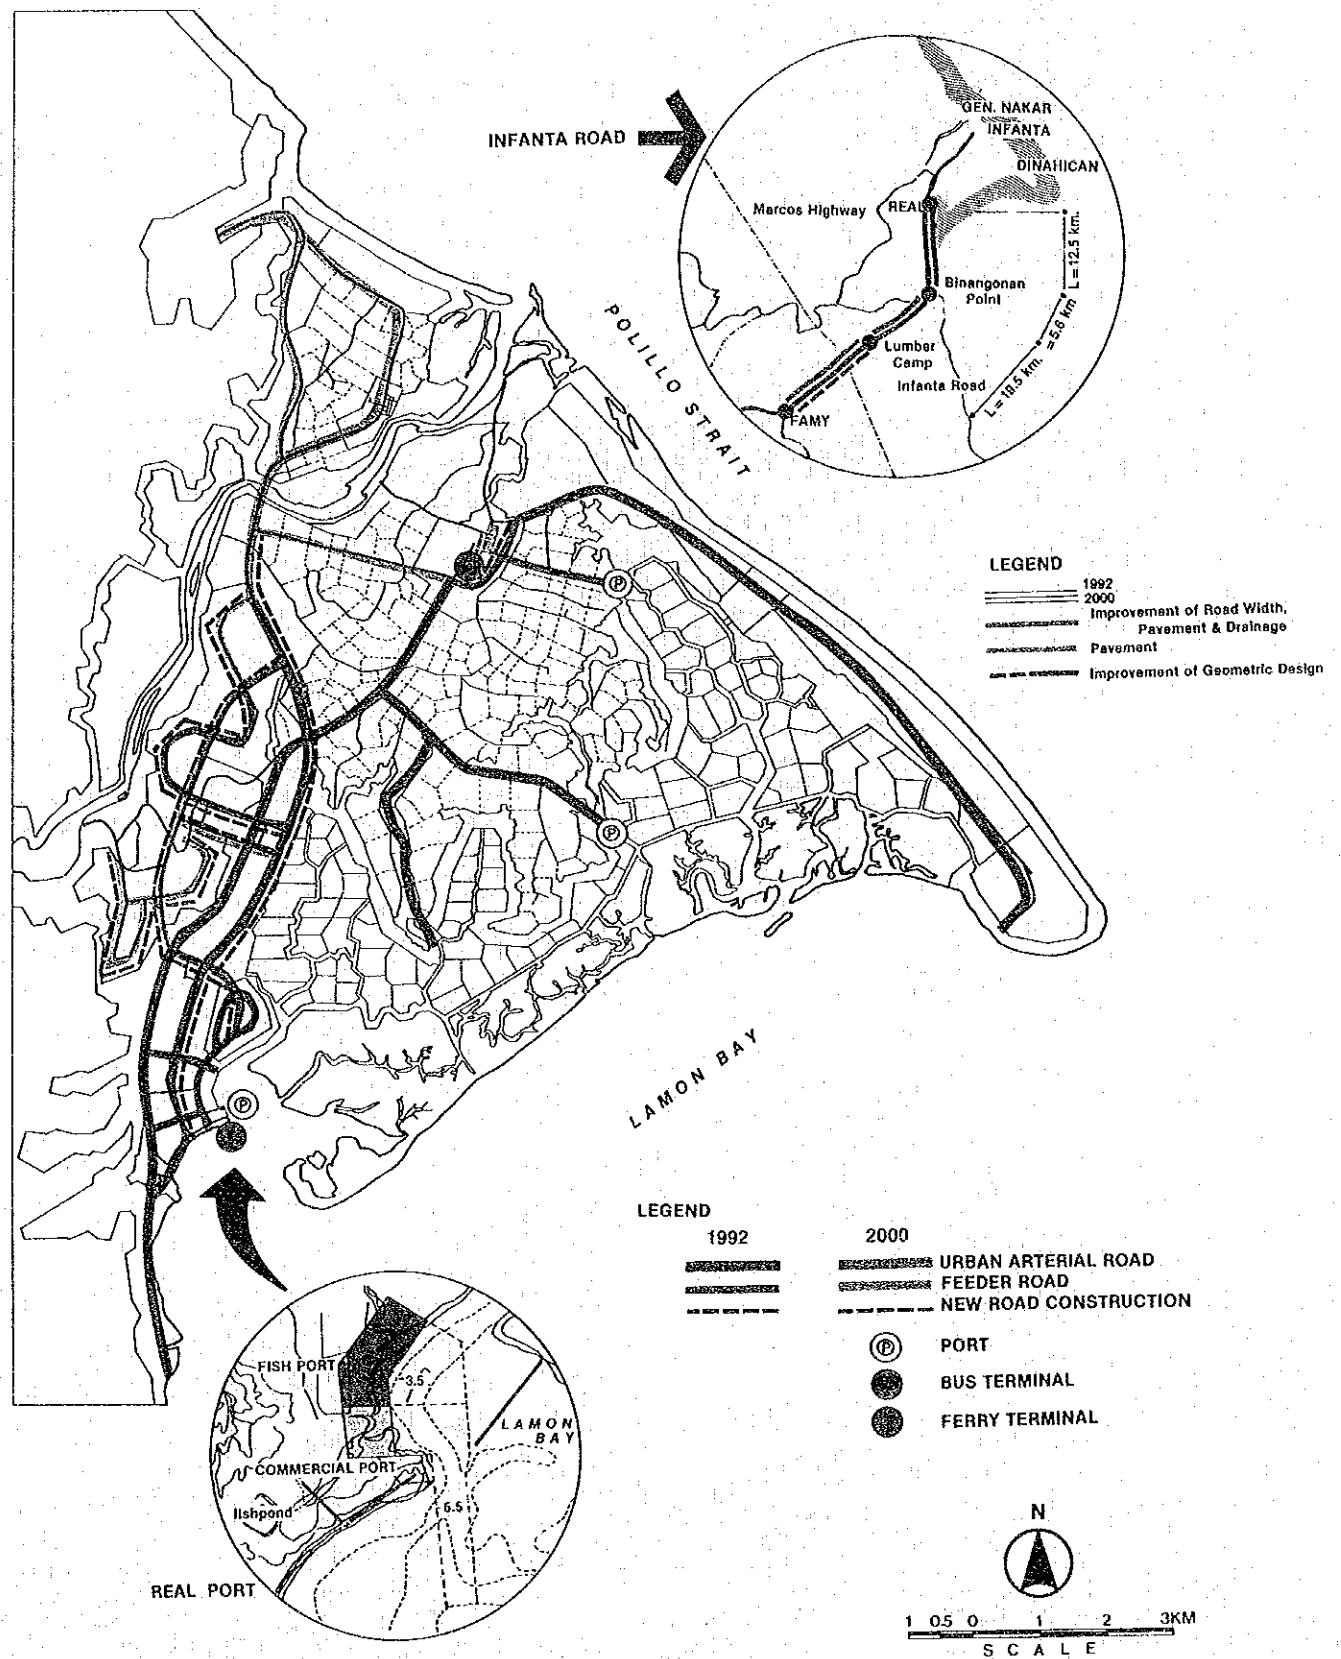 GEN. NAKAR
INFANTA
INFANTA ROAD
DINAHICAN
Marcos Highway
REAL
L = 12.5 km.
Binangonan
Point
=5.6 km
Lumber
Camp
Infanta Road
L = 19.5 km.
FAMY
POLILLO STRAIT
LEGEND
1992
2000
Improvement of Road Width,
Pavement & Drainage
Pavement
Improvement of Geometric Design
P
P
LAMON BAY
P
LEGEND
1992 2000
URBAN ARTERIAL ROAD
FEEDER ROAD
NEW ROAD CONSTRUCTION
P PORT
BUS TERMINAL
FERRY TERMINAL
FISH PORT
-3.5
LAMON
BAY
COMMERCIAL PORT
fishpond
-5.5
REAL PORT
N
1 0.5 0 1 2 3KM
SCALE